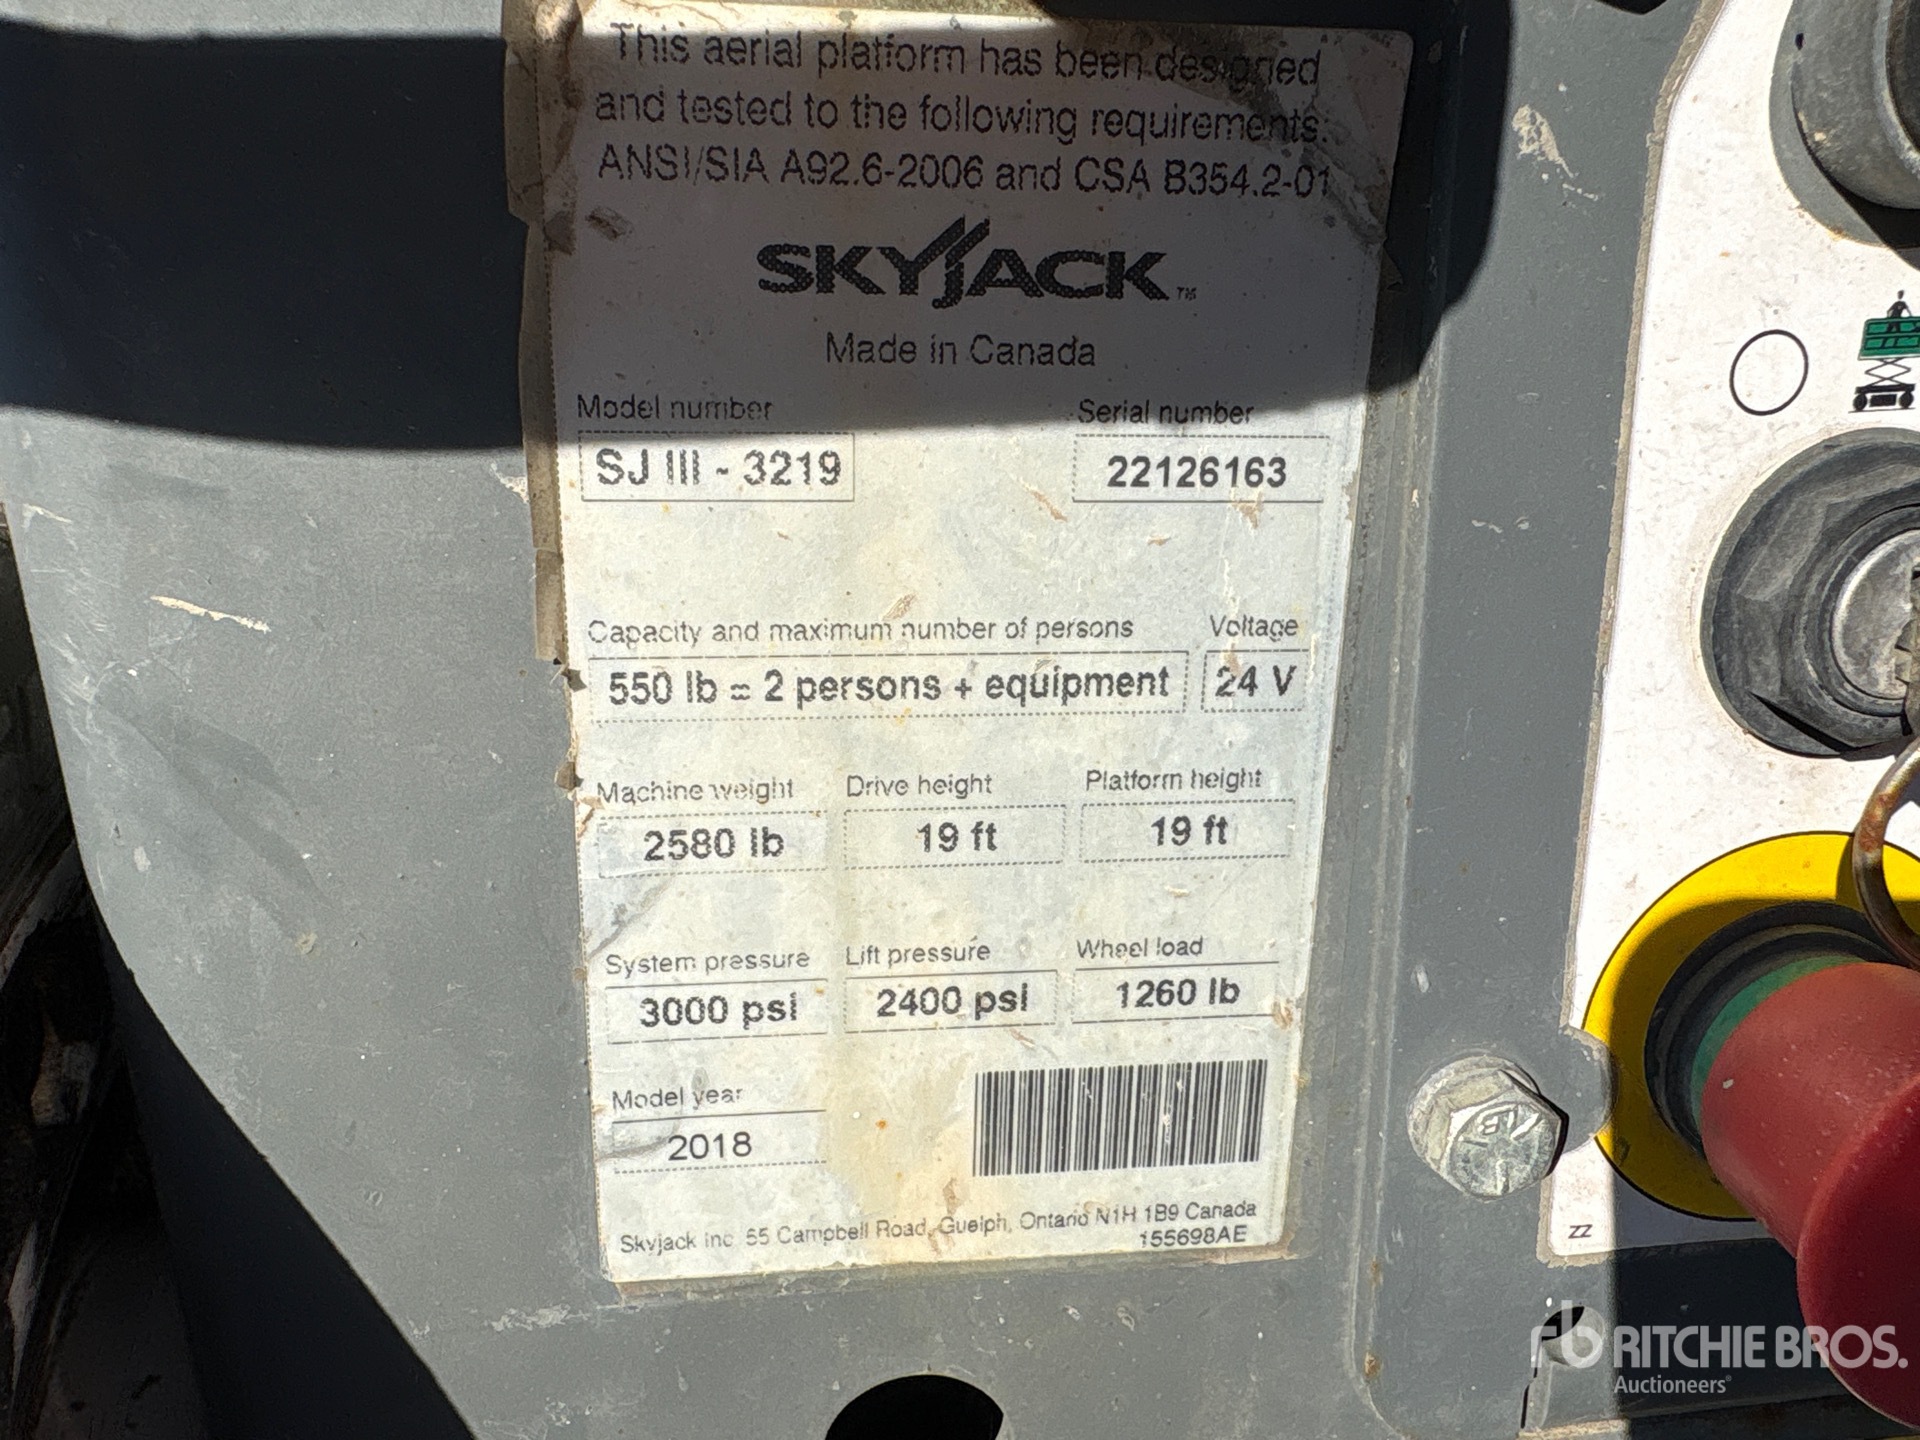 This aerial platform has been designed
and tested to the following requirements:
ANSI/SIA A92.6-2006 and CSA B354.2-01
SKYJACK™
Made in Canada
Model number Serial number
SJ III - 3219 22126163
Capacity and maximum number of persons Voltage
550 lb = 2 persons + equipment 24 V
Machine weight Drive height Platform height
2580 lb 19 ft 19 ft
System pressure Lift pressure Wheel load
3000 psi 2400 psi 1260 lb
Model year
2018
Skyjack Inc. 55 Campbell Road, Guelph, Ontario N1H 1B9 Canada
155698AE
ZZ
rb RITCHIE BROS.
Auctioneers®